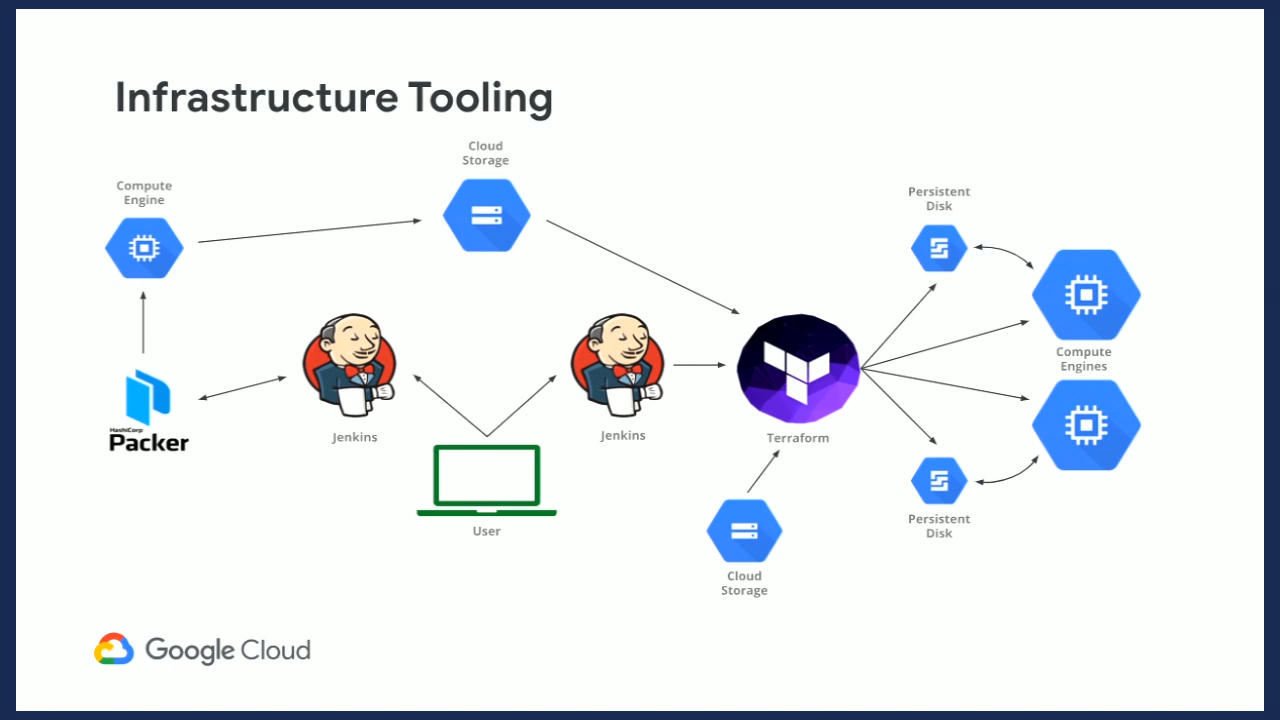 Infrastructure Tooling
Cloud
Storage
Compute
Engine
Persistent
Disk
Compute
Engines
HashiCorp
Packer
Jenkins
Jenkins
Terraform
User
Persistent
Disk
Cloud
Storage
Google Cloud